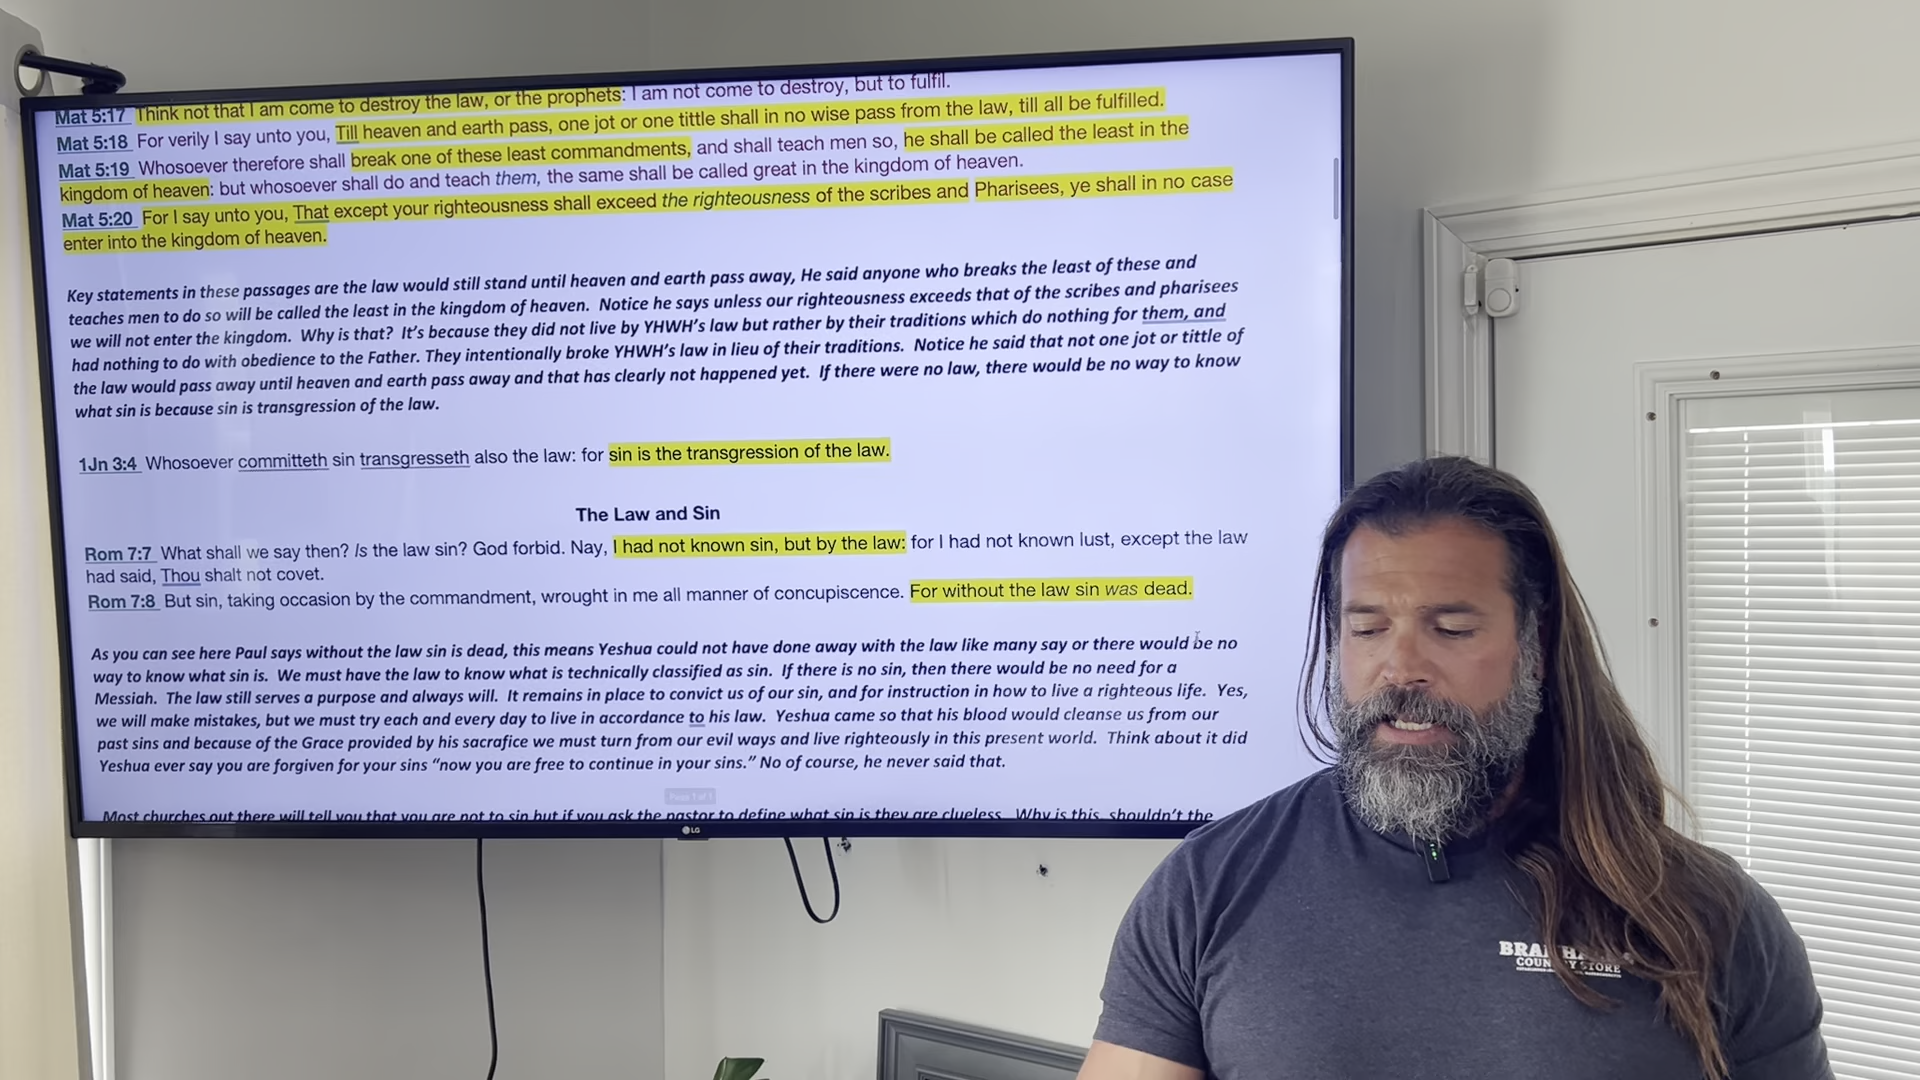 Mat 5:17 Think not that I am come to destroy the law, or the prophets: I am not come to destroy, but to fulfil.
Mat 5:18 For verily I say unto you, Till heaven and earth pass, one jot or one tittle shall in no wise pass from the law, till all be fulfilled.
Mat 5:19 Whosoever therefore shall break one of these least commandments, and shall teach men so, he shall be called the least in the
kingdom of heaven: but whosoever shall do and teach them, the same shall be called great in the kingdom of heaven.
Mat 5:20 For I say unto you, That except your righteousness shall exceed the righteousness of the scribes and Pharisees, ye shall in no case
enter into the kingdom of heaven.
Key statements in these passages are the law would still stand until heaven and earth pass away, He said anyone who breaks the least of these and
teaches men to do so will be called the least in the kingdom of heaven. Notice he says unless our righteousness exceeds that of the scribes and pharisees
we will not enter the kingdom. Why is that? It's because they did not live by YHWH's law but rather by their traditions which do nothing for them, and
had nothing to do with obedience to the Father. They intentionally broke YHWH's law in lieu of their traditions. Notice he said that not one jot or tittle of
the law would pass away until heaven and earth pass away and that has clearly not happened yet. If there were no law, there would be no way to know
what sin is because sin is transgression of the law.
1Jn 3:4 Whosoever committeth sin transgresseth also the law: for sin is the transgression of the law.
The Law and Sin
Rom 7:7 What shall we say then? Is the law sin? God forbid. Nay, I had not known sin, but by the law: for I had not known lust, except the law
had said, Thou shalt not covet.
Rom 7:8 But sin, taking occasion by the commandment, wrought in me all manner of concupiscence. For without the law sin was dead.
As you can see here Paul says without the law sin is dead, this means Yeshua could not have done away with the law like many say or there would be no
way to know what sin is. We must have the law to know what is technically classified as sin. If there is no sin, then there would be no need for a
Messiah. The law still serves a purpose and always will. It remains in place to convict us of our sin, and for instruction in how to live a righteous life. Yes,
we will make mistakes, but we must try each and every day to live in accordance to his law. Yeshua came so that his blood would cleanse us from our
past sins and because of the Grace provided by his sacrafice we must turn from our evil ways and live righteously in this present world. Think about it did
Yeshua ever say you are forgiven for your sins "now you are free to continue in your sins." No of course, he never said that.
Page 1 of 1
Most churches out there will tell you that you are not to sin but if you ask the pastor to define what sin is they are clueless. Why is this, shouldn't the
LG
STORE